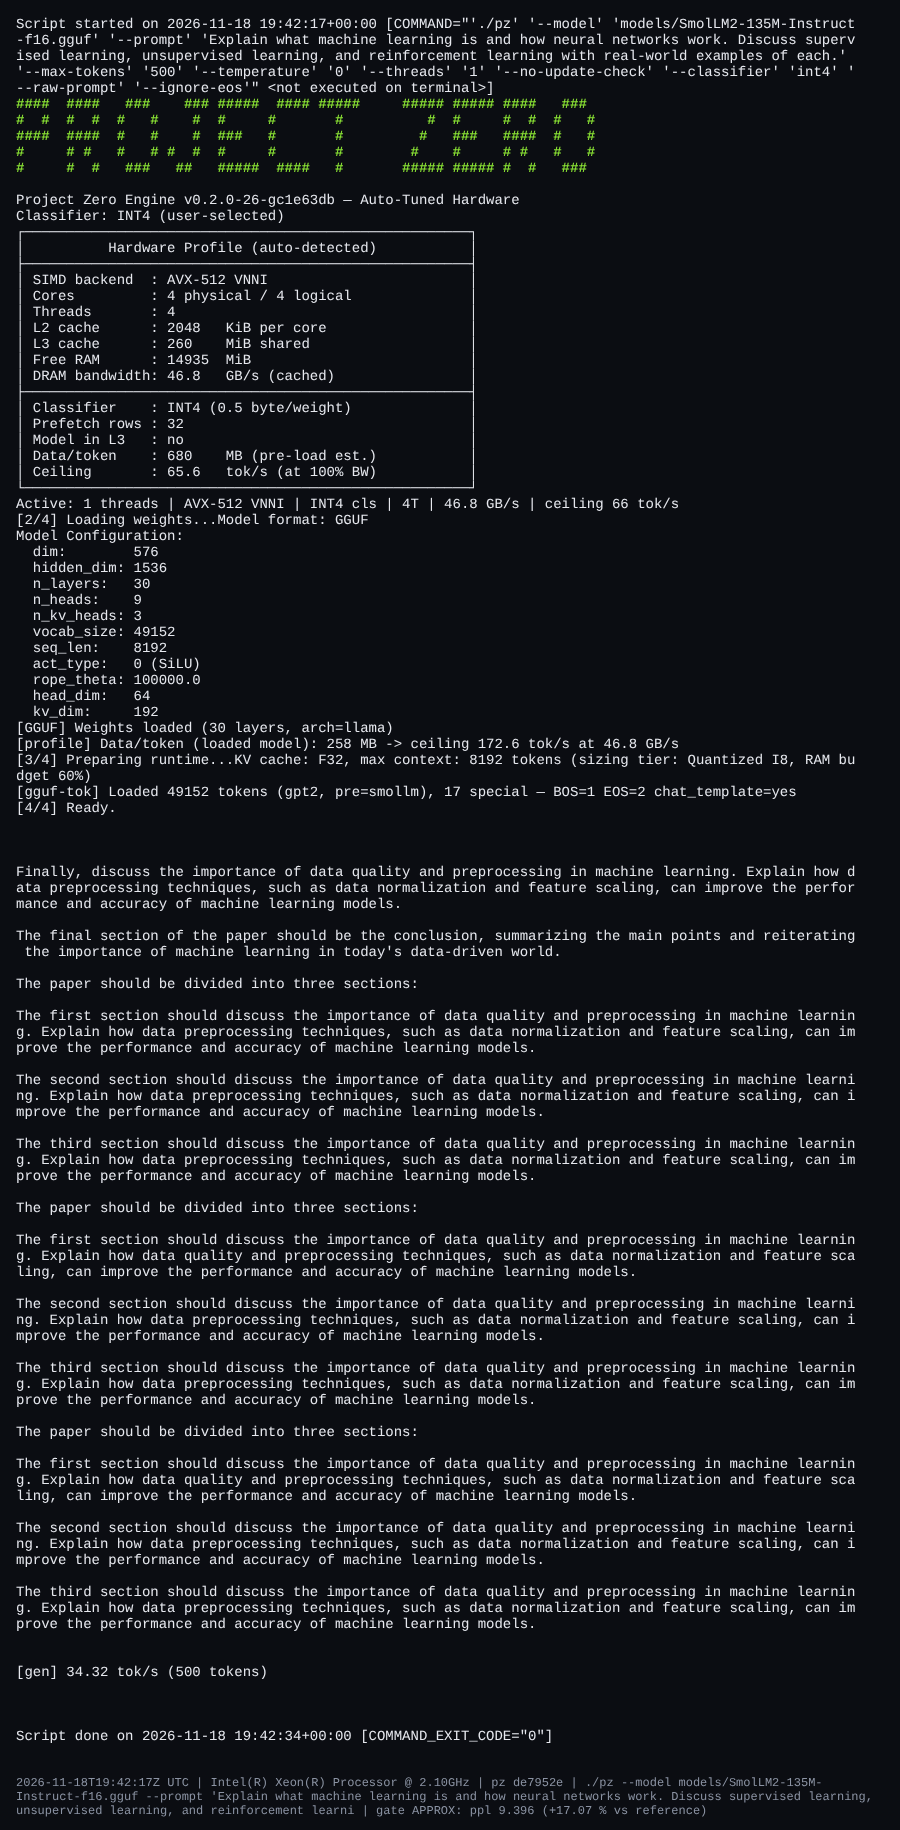 Script started on 2026-11-18 19:42:17+00:00 [COMMAND="'./pz' '--model' 'models/SmolLM2-135M-Instruct
-f16.gguf' '--prompt' 'Explain what machine learning is and how neural networks work. Discuss superv
ised learning, unsupervised learning, and reinforcement learning with real-world examples of each.'
'--max-tokens' '500' '--temperature' '0' '--threads' '1' '--no-update-check' '--classifier' 'int4' '
--raw-prompt' '--ignore-eos'" <not executed on terminal>]
PROJECT ZERO
Project Zero Engine v0.2.0-26-gc1e63db — Auto-Tuned Hardware
Classifier: INT4 (user-selected)
Hardware Profile (auto-detected)
SIMD backend  : AVX-512 VNNI
Cores         : 4 physical / 4 logical
Threads       : 4
L2 cache      : 2048   KiB per core
L3 cache      : 260    MiB shared
Free RAM      : 14935  MiB
DRAM bandwidth: 46.8   GB/s (cached)
Classifier    : INT4 (0.5 byte/weight)
Prefetch rows : 32
Model in L3   : no
Data/token    : 680    MB (pre-load est.)
Ceiling       : 65.6   tok/s (at 100% BW)
Active: 1 threads | AVX-512 VNNI | INT4 cls | 4T | 46.8 GB/s | ceiling 66 tok/s
[2/4] Loading weights...Model format: GGUF
Model Configuration:
  dim:        576
  hidden_dim: 1536
  n_layers:   30
  n_heads:    9
  n_kv_heads: 3
  vocab_size: 49152
  seq_len:    8192
  act_type:   0 (SiLU)
  rope_theta: 100000.0
  head_dim:   64
  kv_dim:     192
[GGUF] Weights loaded (30 layers, arch=llama)
[profile] Data/token (loaded model): 258 MB -> ceiling 172.6 tok/s at 46.8 GB/s
[3/4] Preparing runtime...KV cache: F32, max context: 8192 tokens (sizing tier: Quantized I8, RAM bu
dget 60%)
[gguf-tok] Loaded 49152 tokens (gpt2, pre=smollm), 17 special — BOS=1 EOS=2 chat_template=yes
[4/4] Ready.
Finally, discuss the importance of data quality and preprocessing in machine learning. Explain how d
ata preprocessing techniques, such as data normalization and feature scaling, can improve the perfor
mance and accuracy of machine learning models.
The final section of the paper should be the conclusion, summarizing the main points and reiterating
 the importance of machine learning in today's data-driven world.
The paper should be divided into three sections:
The first section should discuss the importance of data quality and preprocessing in machine learnin
g. Explain how data preprocessing techniques, such as data normalization and feature scaling, can im
prove the performance and accuracy of machine learning models.
The second section should discuss the importance of data quality and preprocessing in machine learni
ng. Explain how data preprocessing techniques, such as data normalization and feature scaling, can i
mprove the performance and accuracy of machine learning models.
The third section should discuss the importance of data quality and preprocessing in machine learnin
g. Explain how data preprocessing techniques, such as data normalization and feature scaling, can im
prove the performance and accuracy of machine learning models.
The paper should be divided into three sections:
The first section should discuss the importance of data quality and preprocessing in machine learnin
g. Explain how data quality and preprocessing techniques, such as data normalization and feature sca
ling, can improve the performance and accuracy of machine learning models.
The second section should discuss the importance of data quality and preprocessing in machine learni
ng. Explain how data preprocessing techniques, such as data normalization and feature scaling, can i
mprove the performance and accuracy of machine learning models.
The third section should discuss the importance of data quality and preprocessing in machine learnin
g. Explain how data preprocessing techniques, such as data normalization and feature scaling, can im
prove the performance and accuracy of machine learning models.
The paper should be divided into three sections:
The first section should discuss the importance of data quality and preprocessing in machine learnin
g. Explain how data quality and preprocessing techniques, such as data normalization and feature sca
ling, can improve the performance and accuracy of machine learning models.
The second section should discuss the importance of data quality and preprocessing in machine learni
ng. Explain how data preprocessing techniques, such as data normalization and feature scaling, can i
mprove the performance and accuracy of machine learning models.
The third section should discuss the importance of data quality and preprocessing in machine learnin
g. Explain how data preprocessing techniques, such as data normalization and feature scaling, can im
prove the performance and accuracy of machine learning models.
[gen] 34.32 tok/s (500 tokens)
Script done on 2026-11-18 19:42:34+00:00 [COMMAND_EXIT_CODE="0"]
2026-11-18T19:42:17Z UTC | Intel(R) Xeon(R) Processor @ 2.10GHz | pz de7952e | ./pz --model models/SmolLM2-135M-
Instruct-f16.gguf --prompt 'Explain what machine learning is and how neural networks work. Discuss supervised learning,
unsupervised learning, and reinforcement learni | gate APPROX: ppl 9.396 (+17.07 % vs reference)